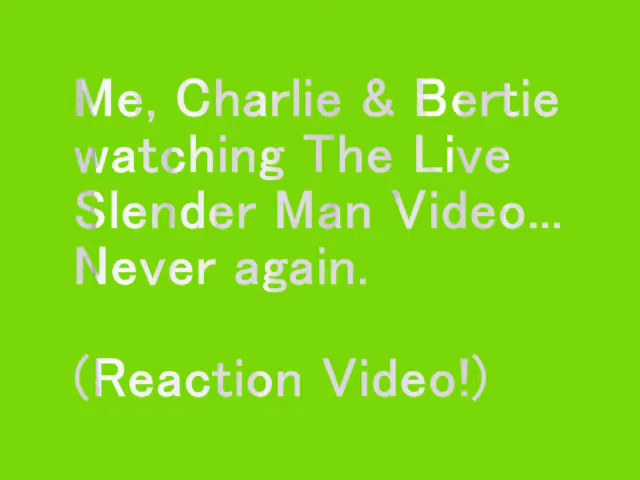 Me, Charlie & Bertie
watching The Live
Slender Man Video...
Never again.
(Reaction Video!)